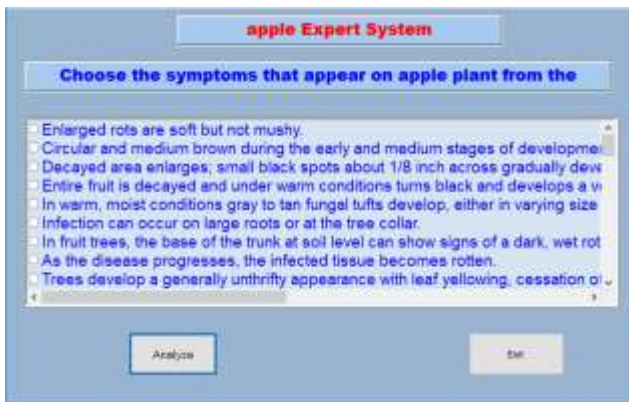 apple Expert System
Choose the symptoms that appear on apple plant from the
Enlarged rots are soft but not mushy.
Circular and medium brown during the early and medium stages of developme
Decayed area enlarges; small black spots about 1/8 inch across gradually deve
Entire fruit is decayed and under warm conditions turns black and develops a v
In warm, moist conditions gray to tan fungal tufts develop, either in varying size
Infection can occur on large roots or at the tree collar.
In fruit trees, the base of the trunk at soil level can show signs of a dark, wet rot
As the disease progresses, the infected tissue becomes rotten.
Trees develop a generally unthrifty appearance with leaf yellowing, cessation of
Analyze
Exit